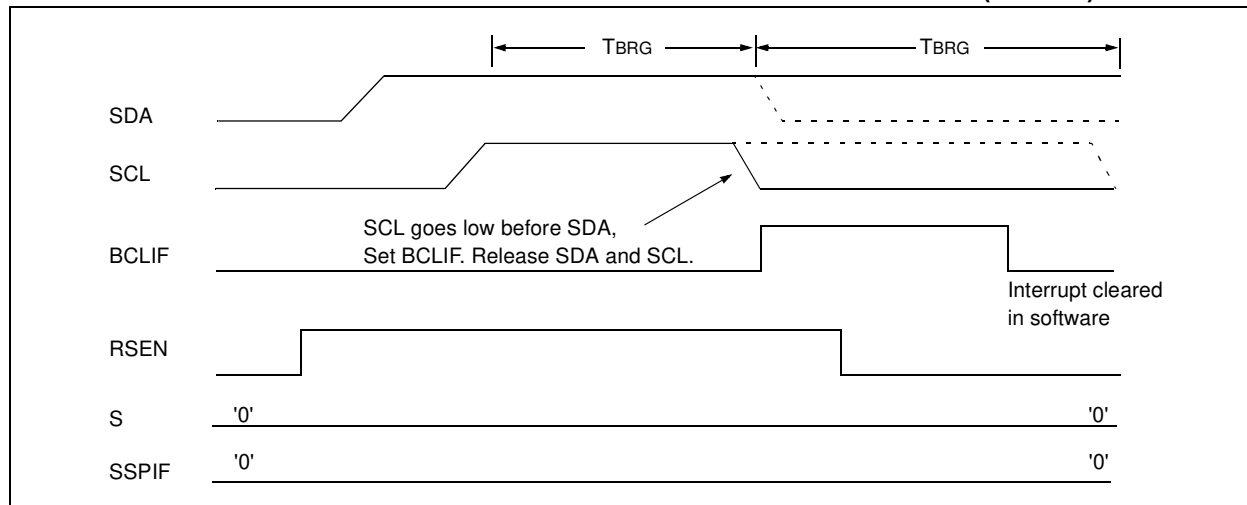 TBRG TBRG
SDA
SCL
SCL goes low before SDA,
Set BCLIF. Release SDA and SCL.
BCLIF
Interrupt cleared
in software
RSEN
S '0' '0'
SSPIF '0' '0'